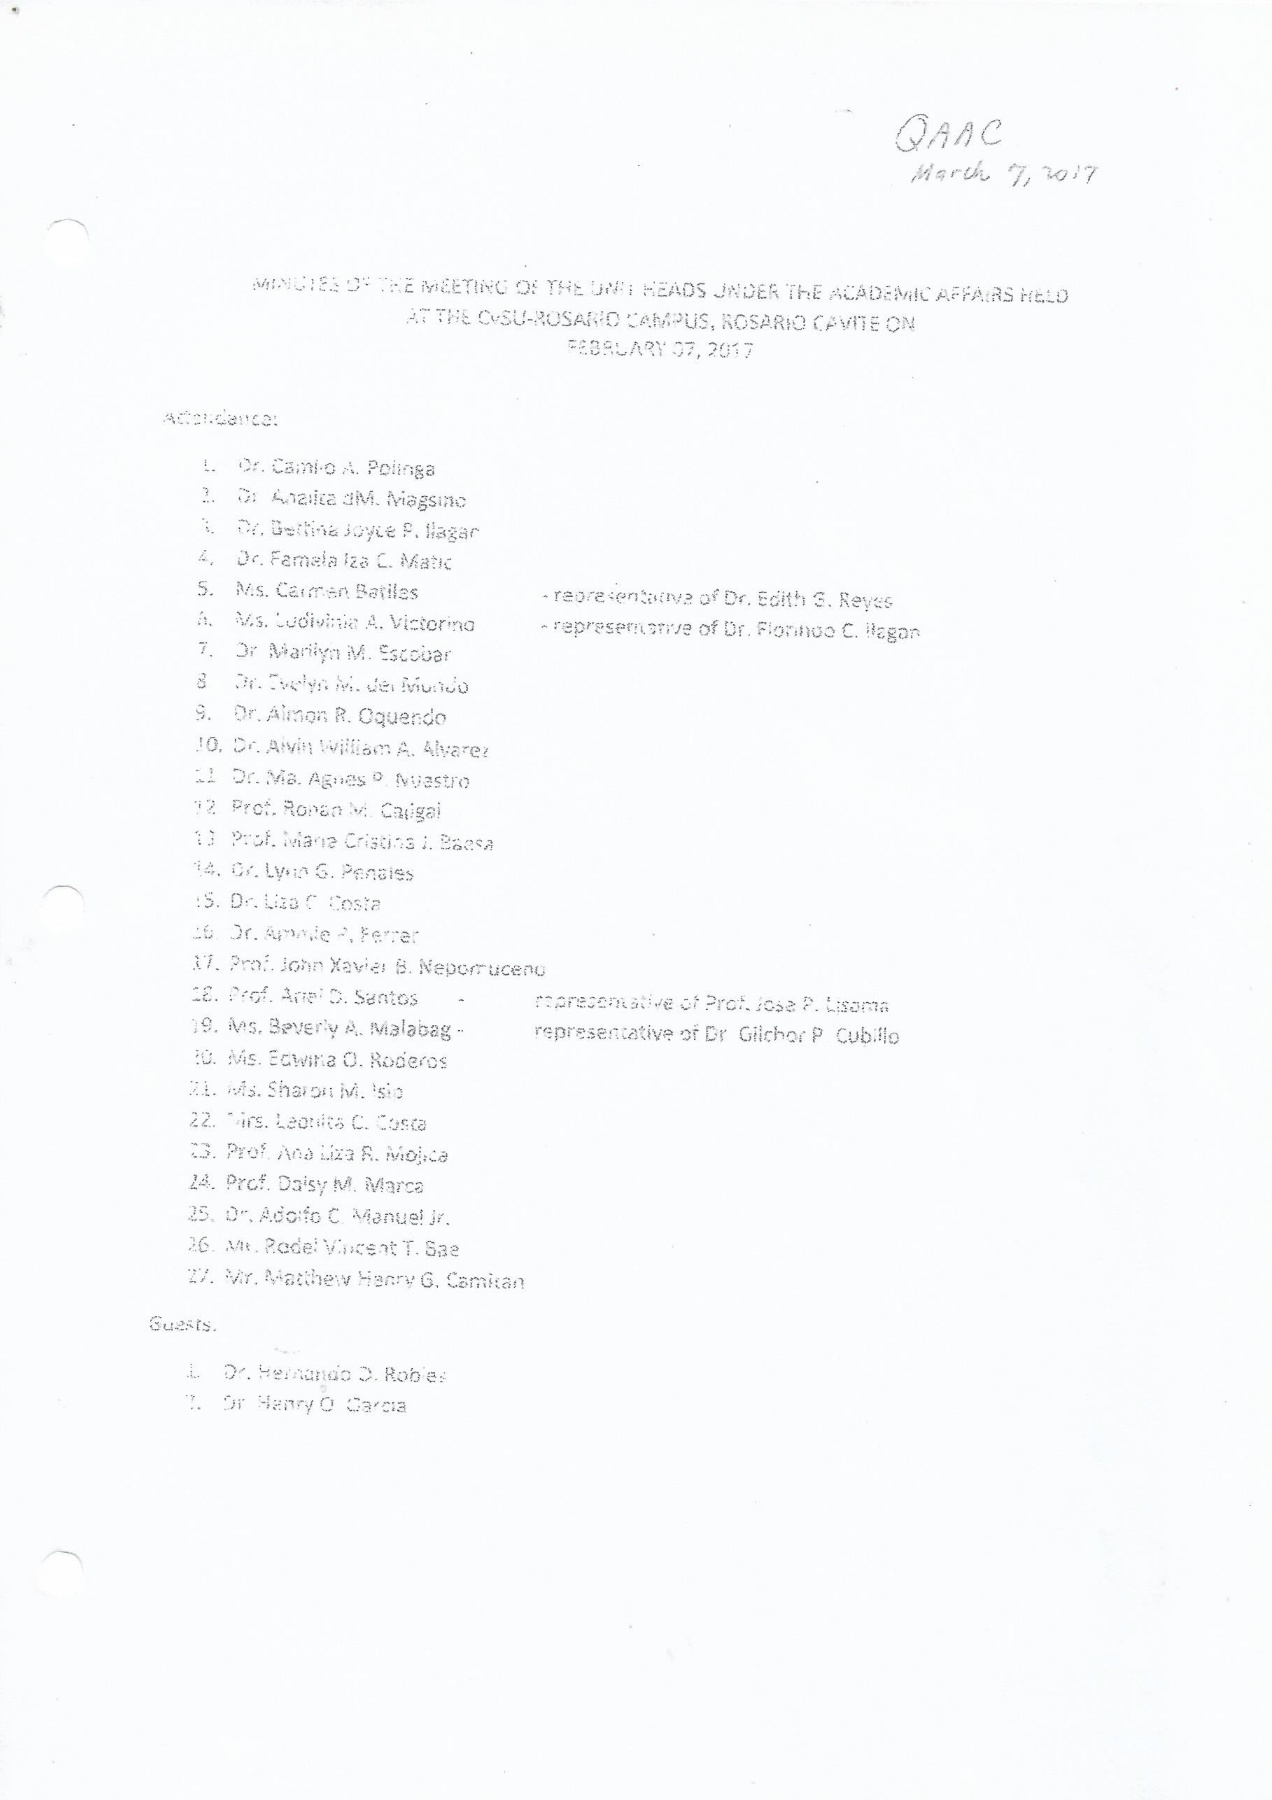 QAAC
March 7, 2017
MINUTES OF THE MEETING OF THE UNIT HEADS UNDER THE ACADEMIC AFFAIRS HELD
AT THE CvSU-ROSARIO CAMPUS, ROSARIO CAVITE ON
FEBRUARY 07, 2017
Attendance:
1. Dr. Camilo A. Polinga
2. Dr. Analita dM. Magsino
3. Dr. Bettina Joyce P. Ilagan
4. Dr. Famela Iza C. Matic
5. Ms. Carmen Batiles - representative of Dr. Edith G. Reyes
6. Ms. Ludivinia A. Victorino - representative of Dr. Florindo C. Ilagan
7. Dr. Marilyn M. Escobar
8. Dr. Evelyn M. del Mundo
9. Dr. Almon R. Oquendo
10. Dr. Alvin William A. Alvarez
11. Dr. Ma. Agnes P. Nuestro
12. Prof. Ronan M. Cajigal
13. Prof. Maria Cristina J. Baesa
14. Dr. Lynn G. Penales
15. Dr. Liza C. Costa
16. Dr. P. Ferrer
17. Prof. John Xavier B. Nepomuceno
18. Prof. Ariel D. Santos - representative of Prof. Jose P. Lisama
19. Ms. Beverly A. Malabag - representative of Dr. Gilchor P. Cubillo
20. Ms. Edwina O. Roderos
21. Ms. Sharon M. Isip
22. Mrs. Leonita C. Costa
23. Prof. Ana Liza R. Mojica
24. Prof. Daisy M. Marca
25. Dr. Adolfo C. Manuel Jr.
26. Mr. Rodel Vincent T. Bae
27. Mr. Matthew Henry G. Camitan
Guests:
1. Dr. Hernando D. Robles
2. Dr. Henry O. Garcia